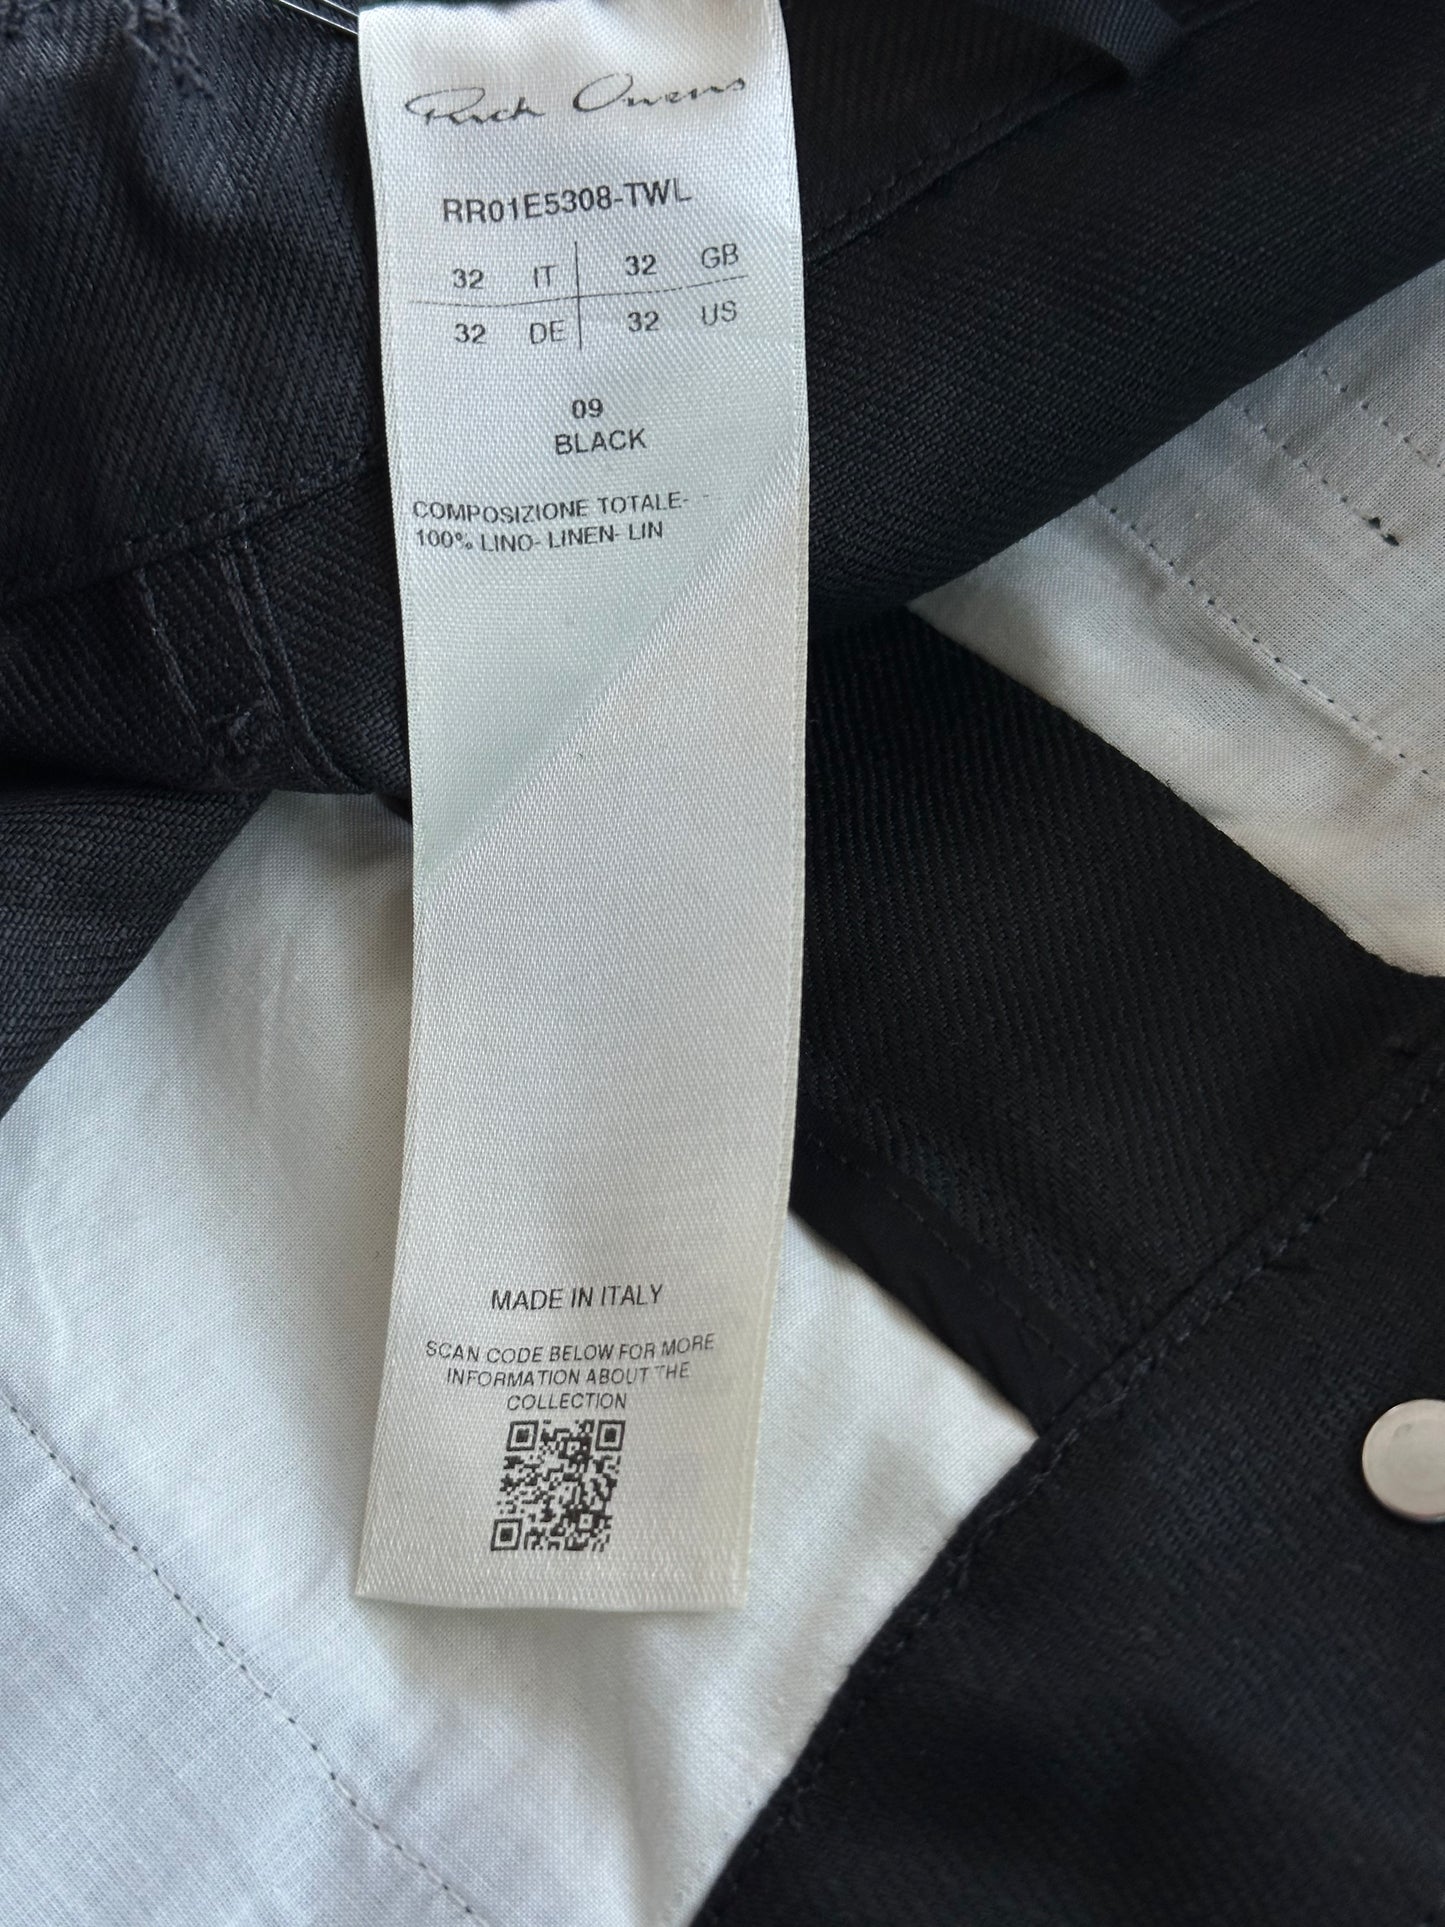 Rick Owens
RR01E5308-TWL
32 IT 32 GB
32 DE 32 US
09
BLACK
COMPOSIZIONE TOTALE-
100% LINO- LINEN- LIN
MADE IN ITALY
SCAN CODE BELOW FOR MORE
INFORMATION ABOUT THE
COLLECTION